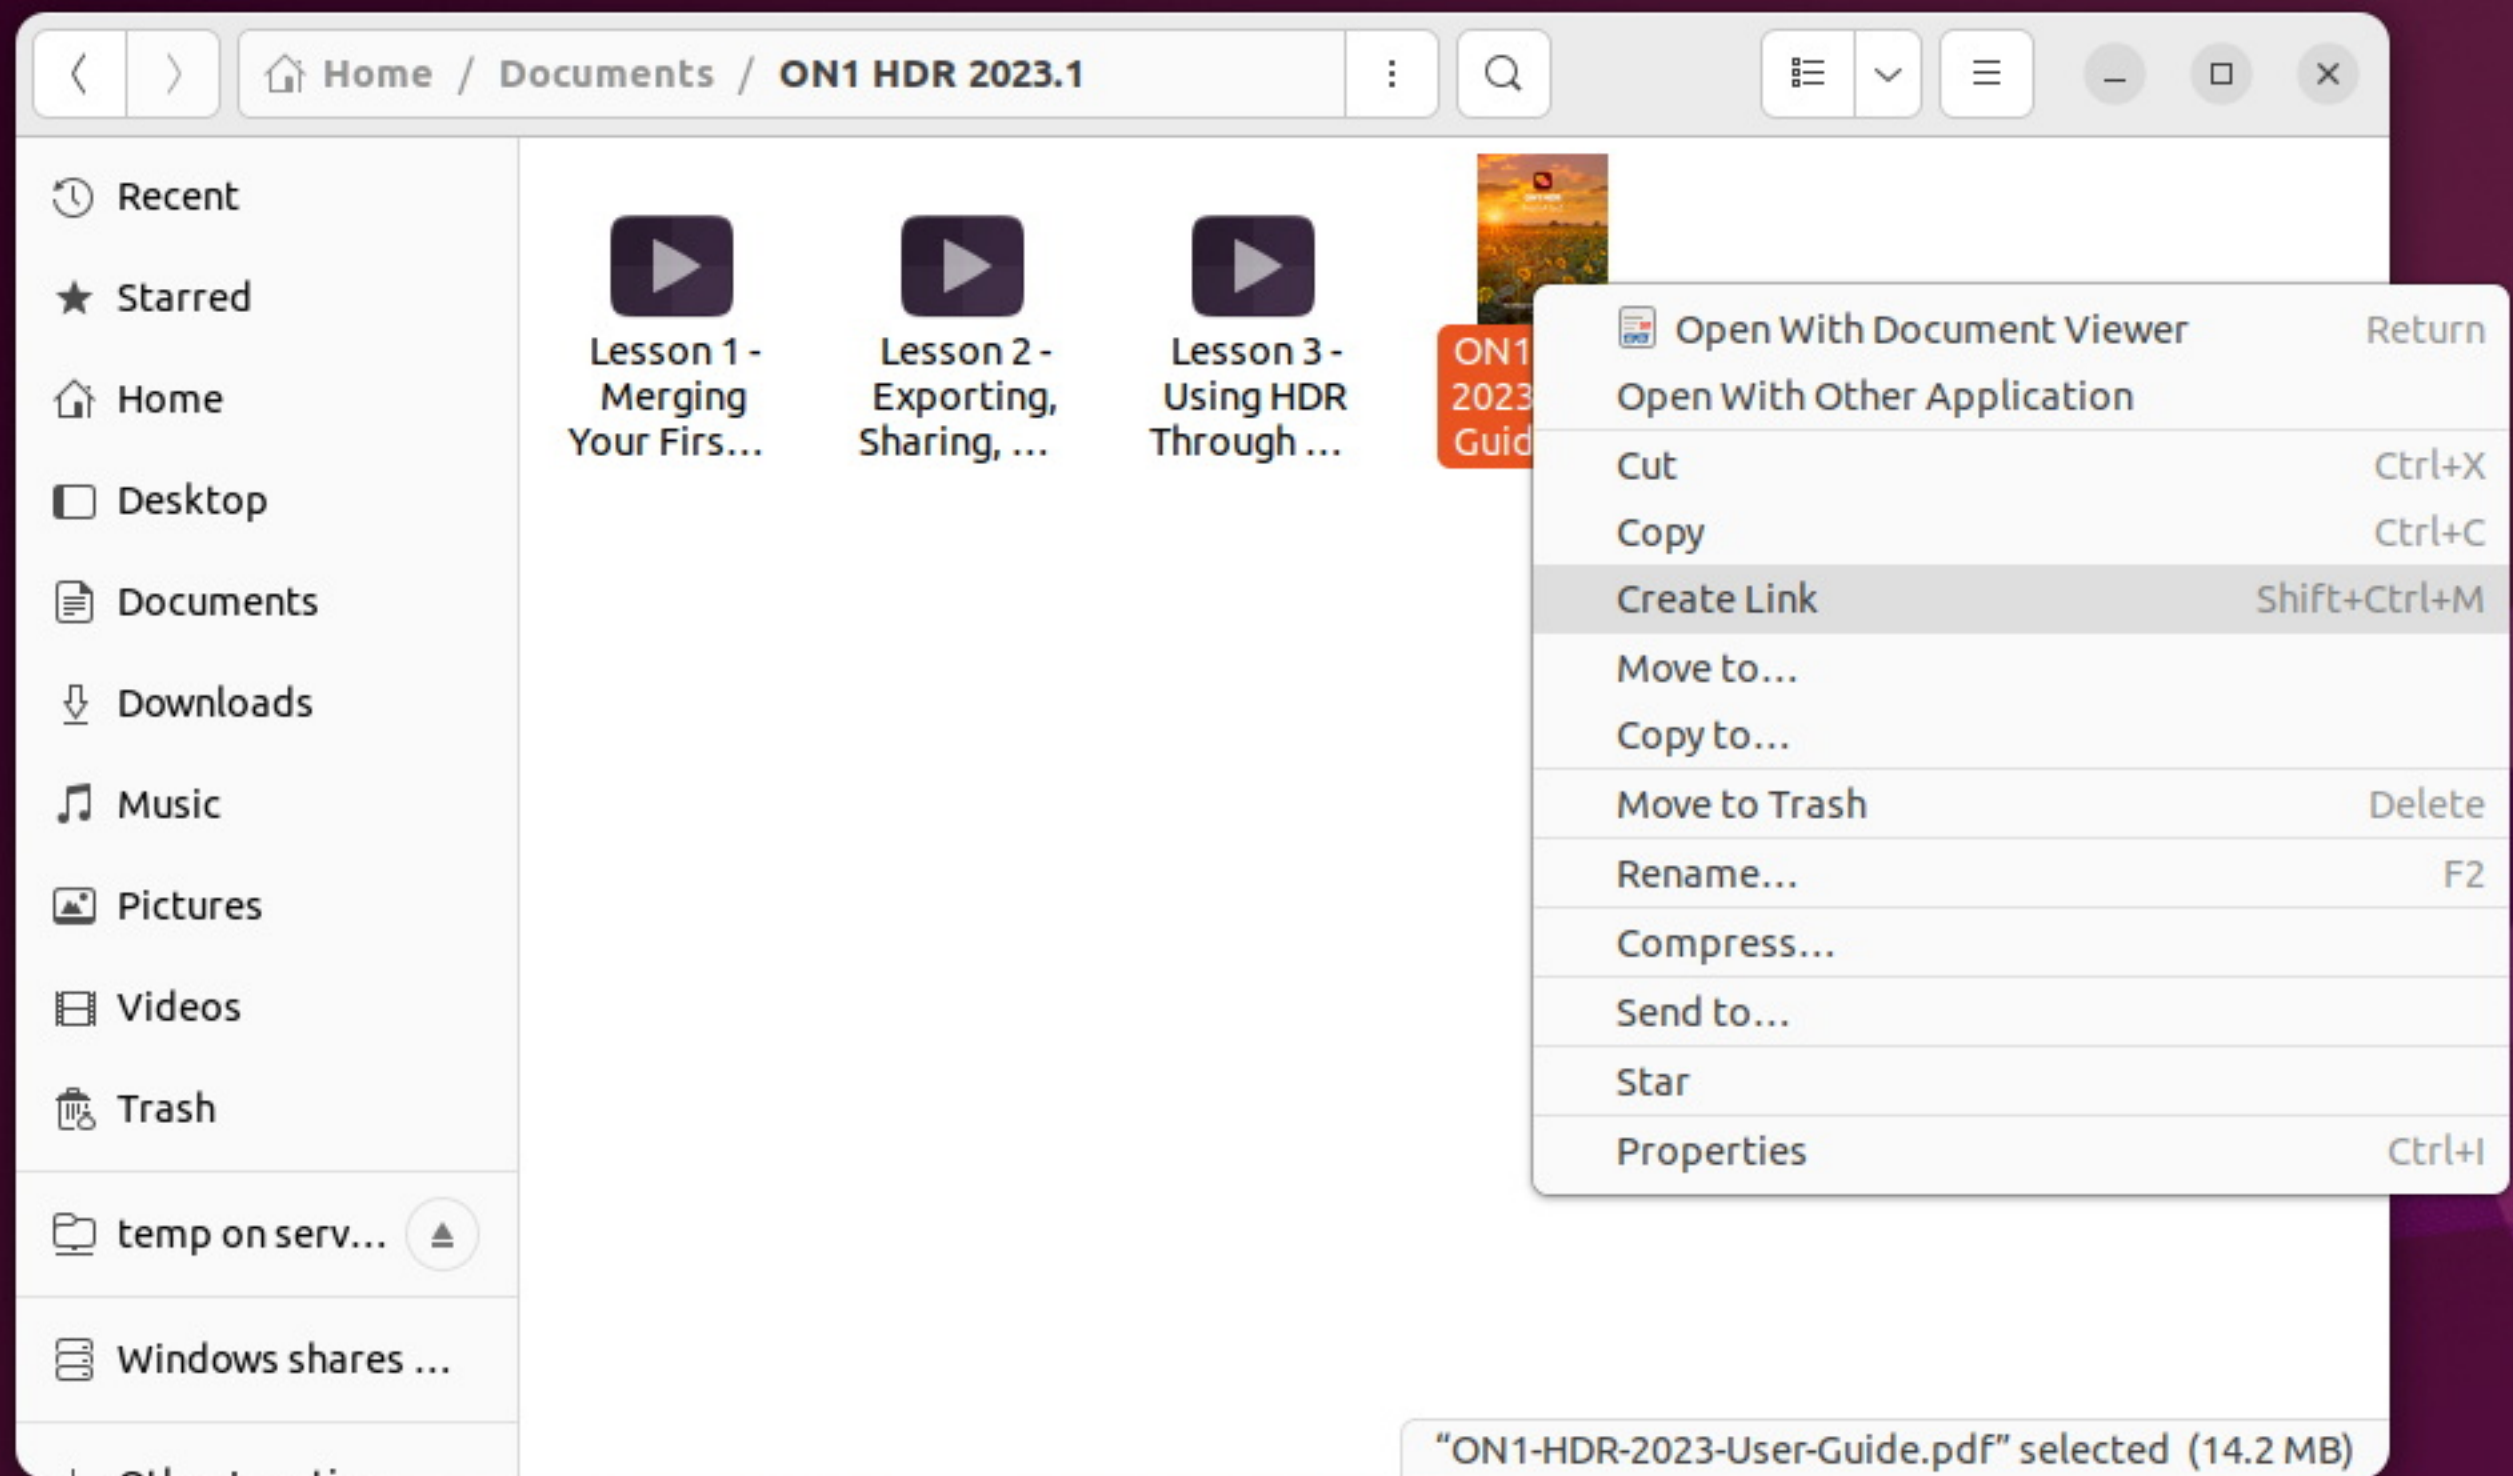 Home / Documents / ON1 HDR 2023.1
Recent
Starred
Home
Desktop
Documents
Downloads
Music
Pictures
Videos
Trash
temp on serv...
Windows shares ...
Lesson 1 -
Merging
Your Firs...
Lesson 2 -
Exporting,
Sharing, ...
Lesson 3 -
Using HDR
Through ...
ON1
2023
Guid
Open With Document Viewer Return
Open With Other Application
Cut Ctrl+X
Copy Ctrl+C
Create Link Shift+Ctrl+M
Move to...
Copy to...
Move to Trash Delete
Rename... F2
Compress...
Send to...
Star
Properties Ctrl+I
“ON1-HDR-2023-User-Guide.pdf” selected (14.2 MB)